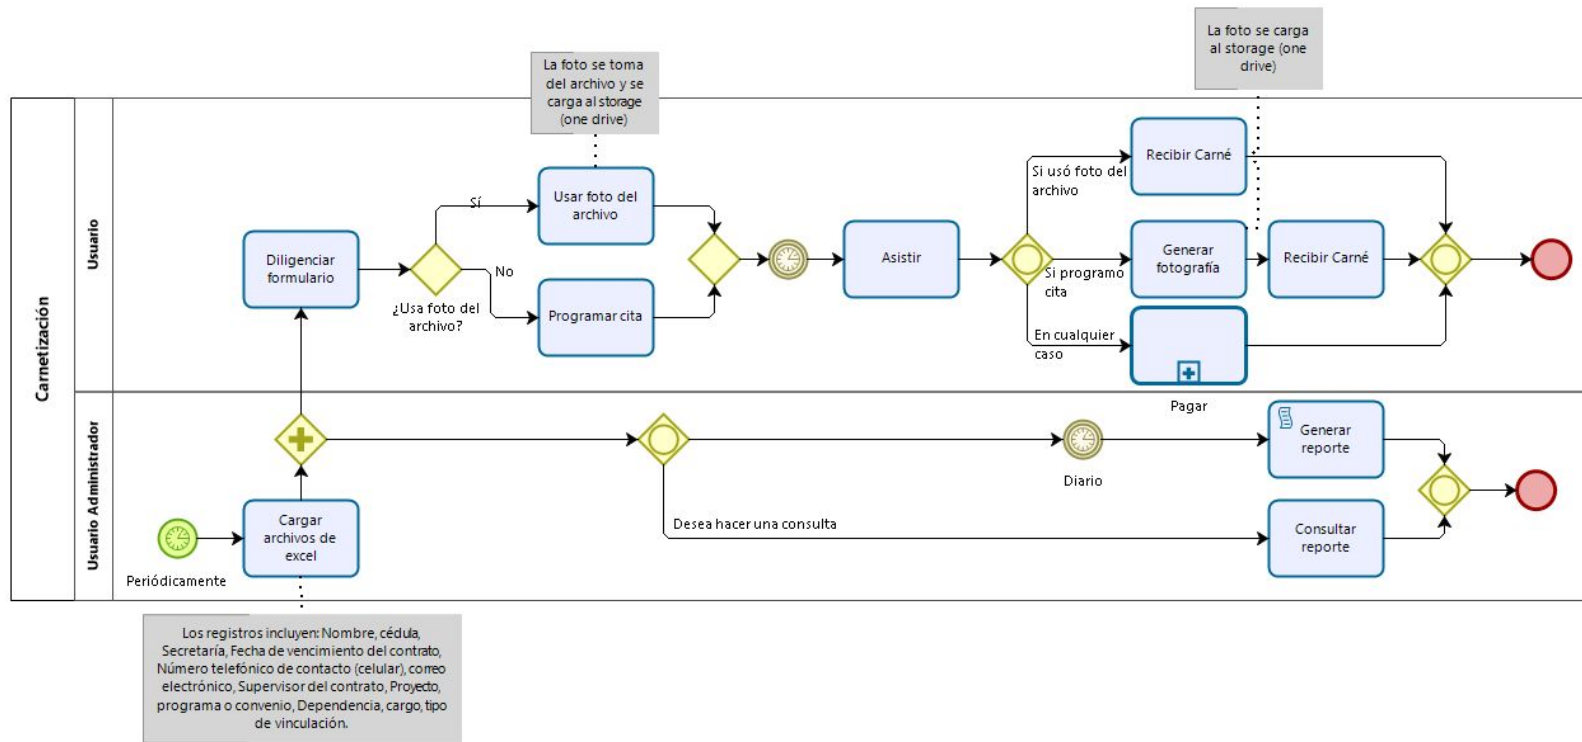 La foto se toma
del archivo y se
carga al storage
(one drive)
La foto se carga
al storage (one
drive)
Carnetización
Usuario
Diligenciar
formulario
¿Usa foto del
archivo?
Sí
No
Usar foto del
archivo
Programar cita
Asistir
Si usó foto del
archivo
Si programo
cita
En cualquier
caso
Recibir Carné
Generar
fotografía
Recibir Carné
Pagar
Usuario Administrador
Periódicamente
Cargar
archivos de
excel
Desea hacer una consulta
Diario
Generar
reporte
Consultar
reporte
Los registros incluyen: Nombre, cédula,
Secretaría, Fecha de vencimiento del contrato,
Número telefónico de contacto (celular), correo
electrónico, Supervisor del contrato, Proyecto,
programa o convenio, Dependencia, cargo, tipo
de vinculación.